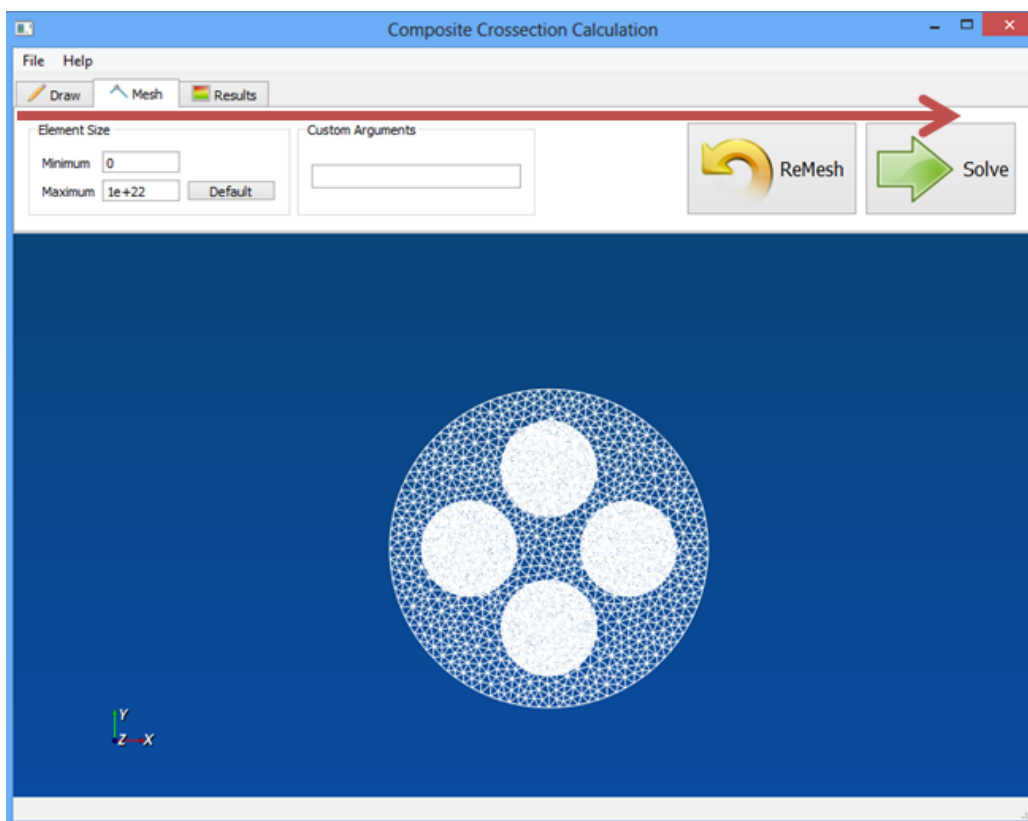 Composite Crossection Calculation
File Help
Draw Mesh Results
Element Size
Custom Arguments
Minimum 0
Maximum 1e+22 Default
ReMesh
Solve
Y
Z X